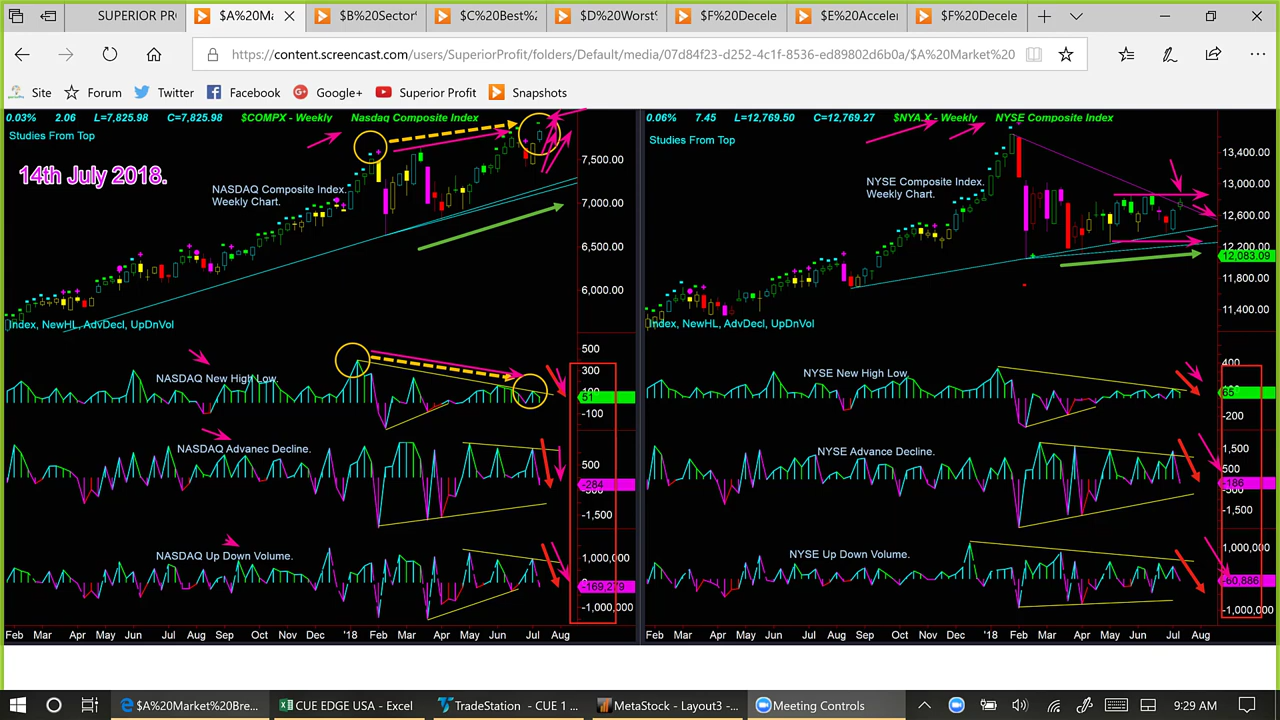 SUPERIOR PR
$A%20Ma
$B%20Sector
$C%20Best%2
$D%20Worst%
$F%20Decele
$E%20Acceler
$F%20Decele
https://content.screencast.com/users/SuperiorProfit/folders/Default/media/07d84f23-d252-4c1f-8536-ed89802d6b0a/$A%20Market%20
Site
Forum
Twitter
Facebook
Google+
Superior Profit
Snapshots
0.03% 2.06 L=7,825.98 C=7,825.98 $COMPX - Weekly Nasdaq Composite Index
Studies From Top
14th July 2018.
NASDAQ Composite Index.
Weekly Chart.
7,500.00
7,000.00
6,500.00
6,000.00
Index, NewHL, AdvDecl, UpDnVol
NASDAQ New High Low.
500
300
51
-100
NASDAQ Advanec Decline.
500
-284
-1,500
NASDAQ Up Down Volume.
1,000,000
-169,279
-1,000,000
Feb Mar Apr May Jun Jul Aug Sep Oct Nov Dec '18 Feb Mar Apr May Jun Jul Aug
0.06% 7.45 L=12,769.50 C=12,769.27 $NYA.X - Weekly NYSE Composite Index
Studies From Top
NYSE Composite Index.
Weekly Chart.
13,400.00
13,000.00
12,600.00
12,200.00
12,083.09
11,800.00
11,400.00
Index, NewHL, AdvDecl, UpDnVol
NYSE New High Low.
400
65
-200
NYSE Advance Decline.
1,500
500
-186
-1,500
NYSE Up Down Volume.
1,000,000
-60,886
-1,000,000
Feb Mar Apr May Jun Jul Aug Sep Oct Nov Dec '18 Feb Mar Apr May Jun Jul Aug
$A%20Market%20Bre...
CUE EDGE USA - Excel
TradeStation - CUE 1 ...
MetaStock - Layout3 -...
Meeting Controls
9:29 AM